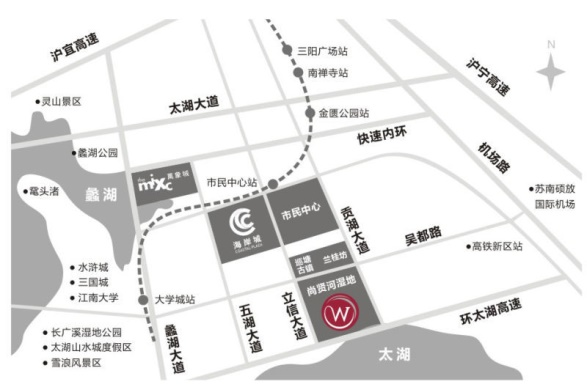 沪宜高速
三阳广场站
南禅寺站
N
沪宁高速
灵山景区
太湖大道
金匮公园站
快速内环
机场路
蠡湖公园
the mixc 万象城
市民中心站
鼋头渚
蠡湖
苏南硕放
国际机场
海岸城
COASTAL PLACE
市民中心
贡湖大道
吴都路
高铁新区站
巡塘
古镇
兰桂坊
水浒城
三国城
江南大学
大学城站
尚贤河湿地
W
五湖大道
立信大道
蠡湖大道
环太湖高速
长广溪湿地公园
太湖山水城度假区
雪浪风景区
太湖